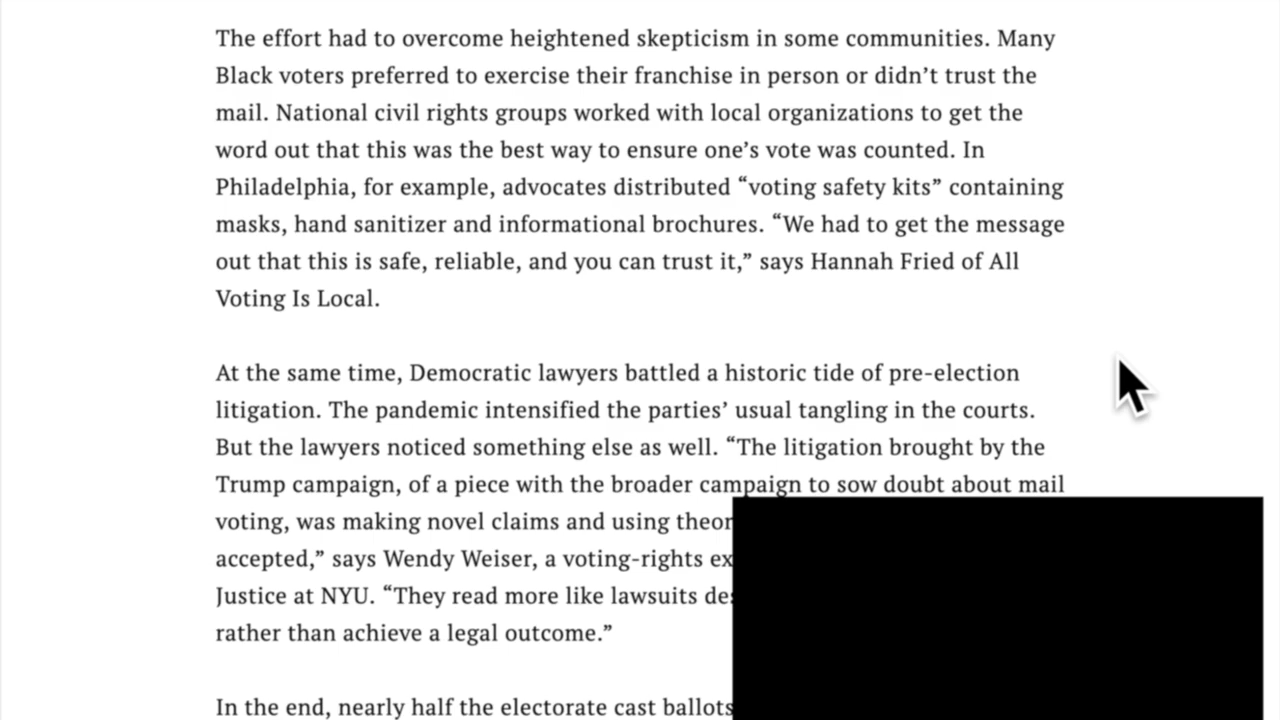 The effort had to overcome heightened skepticism in some communities. Many
Black voters preferred to exercise their franchise in person or didn’t trust the
mail. National civil rights groups worked with local organizations to get the
word out that this was the best way to ensure one’s vote was counted. In
Philadelphia, for example, advocates distributed “voting safety kits” containing
masks, hand sanitizer and informational brochures. “We had to get the message
out that this is safe, reliable, and you can trust it,” says Hannah Fried of All
Voting Is Local.
At the same time, Democratic lawyers battled a historic tide of pre-election
litigation. The pandemic intensified the parties’ usual tangling in the courts.
But the lawyers noticed something else as well. “The litigation brought by the
Trump campaign, of a piece with the broader campaign to sow doubt about mail
voting, was making novel claims and using
accepted,” says Wendy Weiser, a voting-rights
Justice at NYU. “They read more like lawsuits
rather than achieve a legal outcome.”
In the end, nearly half the electorate cast ballots